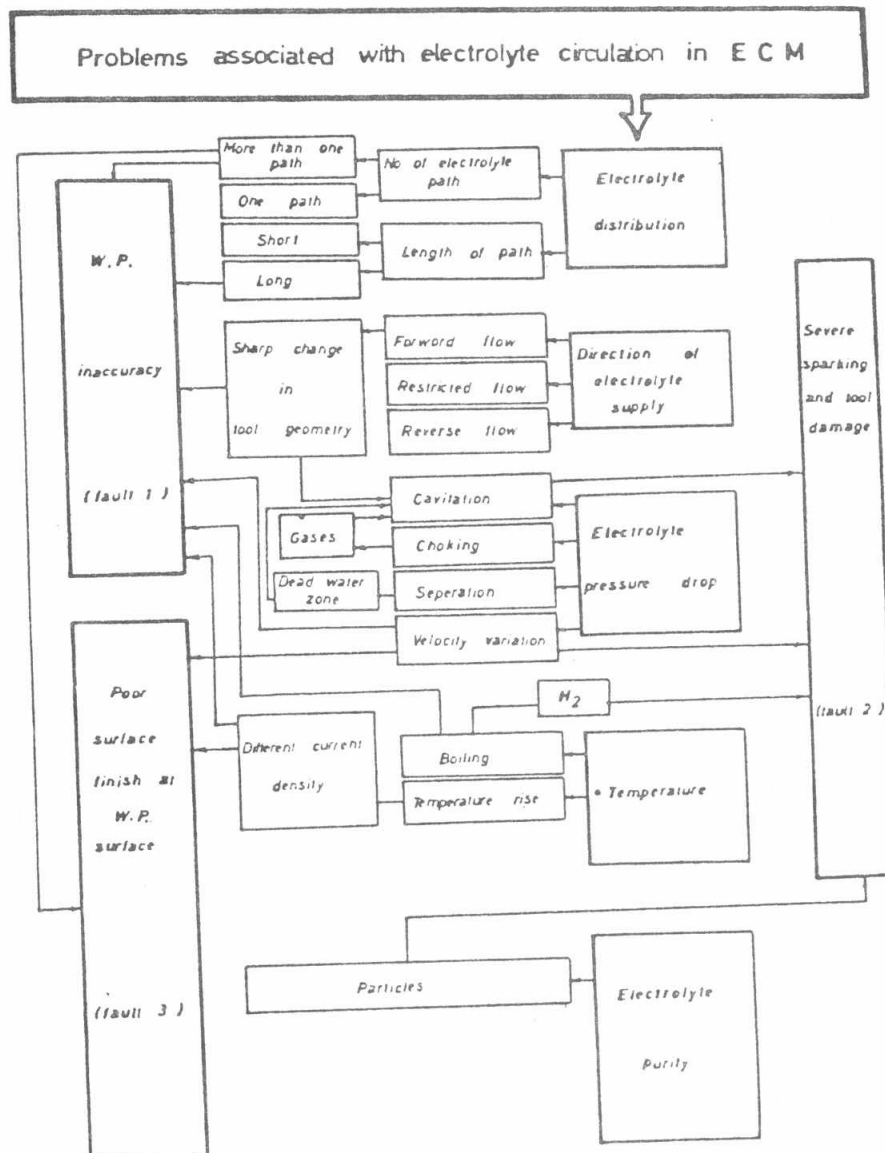 Problems associated with electrolyte circulation in E C M
More than one
path
No of electrolyte
path
Electrolyte
distribution
One path
Short
Length of path
Long
W. P.
inaccuracy
(fault 1)
Sharp change
in
tool geometry
Forword flow
Restricted flow
Reverse flow
Direction of
electrolyte
supply
Severe
sparking
and tool
damage
(fault 2)
Cavitation
Gases
Choking
Electrolyte
pressure drop
Dead water
zone
Seperation
Velocity variation
Poor
surface
finish at
W.P.
surface
(fault 3)
H2
Different current
density
Boiling
Temperature rise
Temperature
Particles
Electrolyte
purity